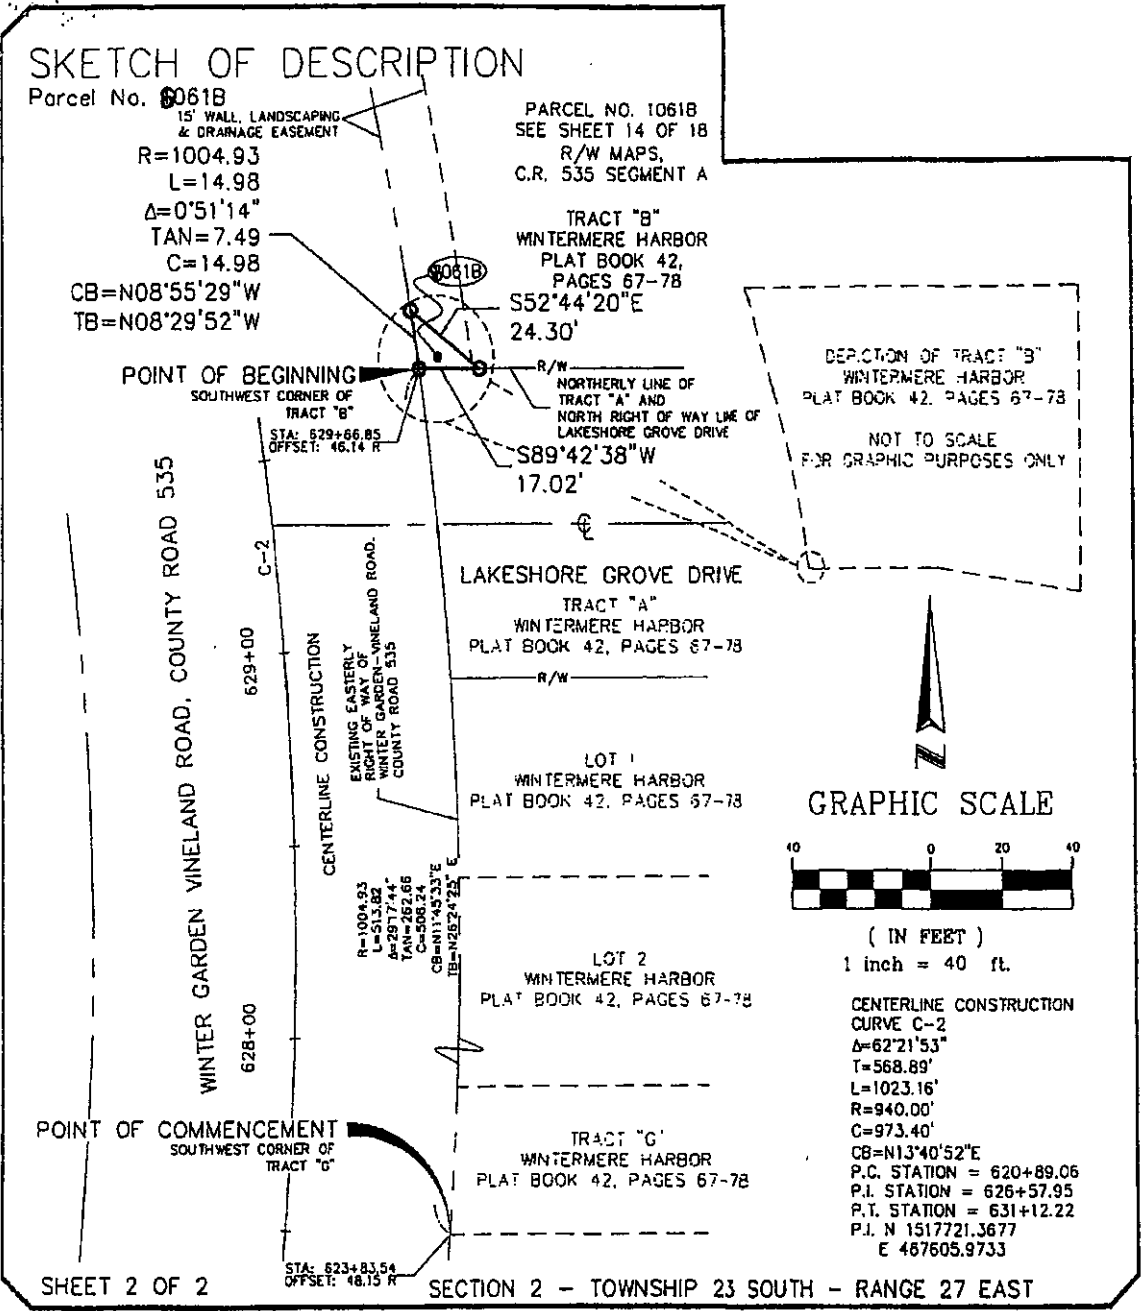 SKETCH OF DESCRIPTION
Parcel No. 8061B
15' WALL, LANDSCAPING
& DRAINAGE EASEMENT
R=1004.93
L=14.98
Δ=0°51'14"
TAN=7.49
C=14.98
CB=N08°55'29"W
TB=N08°29'52"W
PARCEL NO. 1061B
SEE SHEET 14 OF 18
R/W MAPS,
C.R. 535 SEGMENT A
TRACT "B"
WINTERMERE HARBOR
PLAT BOOK 42,
PAGES 67-78
8061B
S52°44'20"E
24.30'
POINT OF BEGINNING
SOUTHWEST CORNER OF
TRACT "B"
STA: 629+66.85
OFFSET: 46.14 R
R/W
NORTHERLY LINE OF
TRACT "A" AND
NORTH RIGHT OF WAY LINE OF
LAKESHORE GROVE DRIVE
S89°42'38"W
17.02'
DEPICTION OF TRACT "B"
WINTERMERE HARBOR
PLAT BOOK 42, PAGES 67-78
NOT TO SCALE
FOR GRAPHIC PURPOSES ONLY
WINTER GARDEN VINELAND ROAD, COUNTY ROAD 535
C-2
629+00
628+00
CENTERLINE CONSTRUCTION
EXISTING EASTERLY
RIGHT OF WAY OF
WINTER GARDEN-VINELAND ROAD.
COUNTY ROAD 535
℄
LAKESHORE GROVE DRIVE
TRACT "A"
WINTERMERE HARBOR
PLAT BOOK 42, PAGES 67-78
R/W
LOT 1
WINTERMERE HARBOR
PLAT BOOK 42, PAGES 67-78
R=1004.93
L=513.82
Δ=29°17'44"
TAN=262.66
C=508.24
CB=N11°45'33"E
TB=N26°24'25" E
LOT 2
WINTERMERE HARBOR
PLAT BOOK 42, PAGES 67-78
TRACT "G"
WINTERMERE HARBOR
PLAT BOOK 42, PAGES 67-78
POINT OF COMMENCEMENT
SOUTHWEST CORNER OF
TRACT "G"
STA: 623+83.54
OFFSET: 48.15 R
N
GRAPHIC SCALE
40 0 20 40
( IN FEET )
1 inch = 40 ft.
CENTERLINE CONSTRUCTION
CURVE C-2
Δ=62°21'53"
T=568.89'
L=1023.16'
R=940.00'
C=973.40'
CB=N13°40'52"E
P.C. STATION = 620+89.06
P.I. STATION = 626+57.95
P.T. STATION = 631+12.22
P.I. N 1517721.3677
E 487605.9733
SHEET 2 OF 2
SECTION 2 - TOWNSHIP 23 SOUTH - RANGE 27 EAST